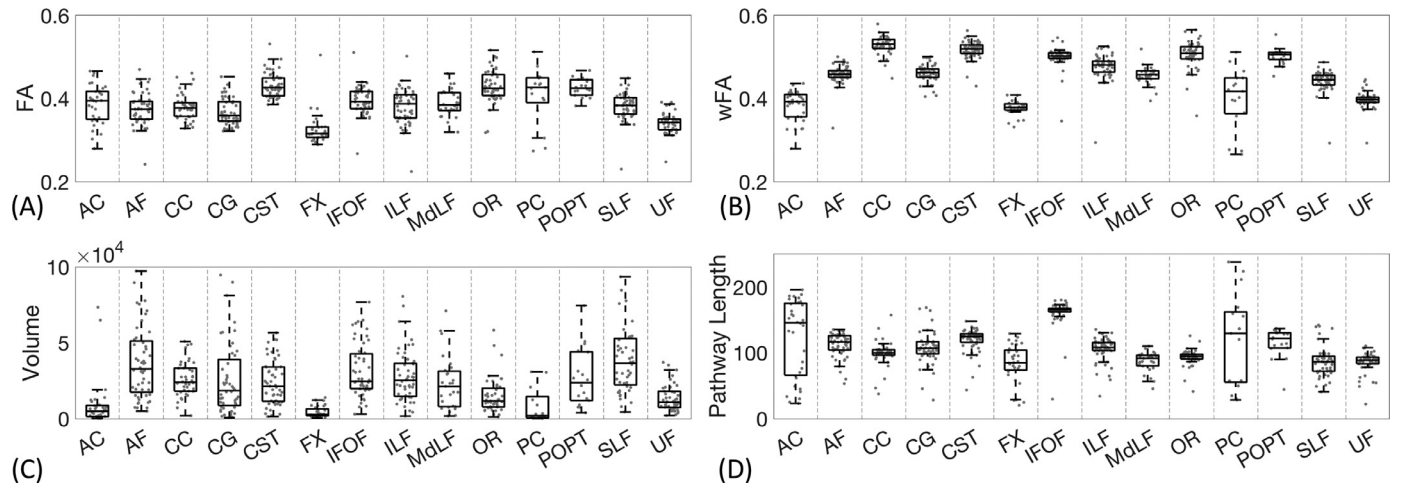 0.6
0.4
0.2
FA
(A)
AC AF CC CG CST FX IFOF ILF MdLF OR PC POPT SLF UF
0.6
0.4
0.2
wFA
(B)
AC AF CC CG CST FX IFOF ILF MdLF OR PC POPT SLF UF
×10⁴
10
5
0
Volume
(C)
AC AF CC CG CST FX IFOF ILF MdLF OR PC POPT SLF UF
200
100
0
Pathway Length
(D)
AC AF CC CG CST FX IFOF ILF MdLF OR PC POPT SLF UF